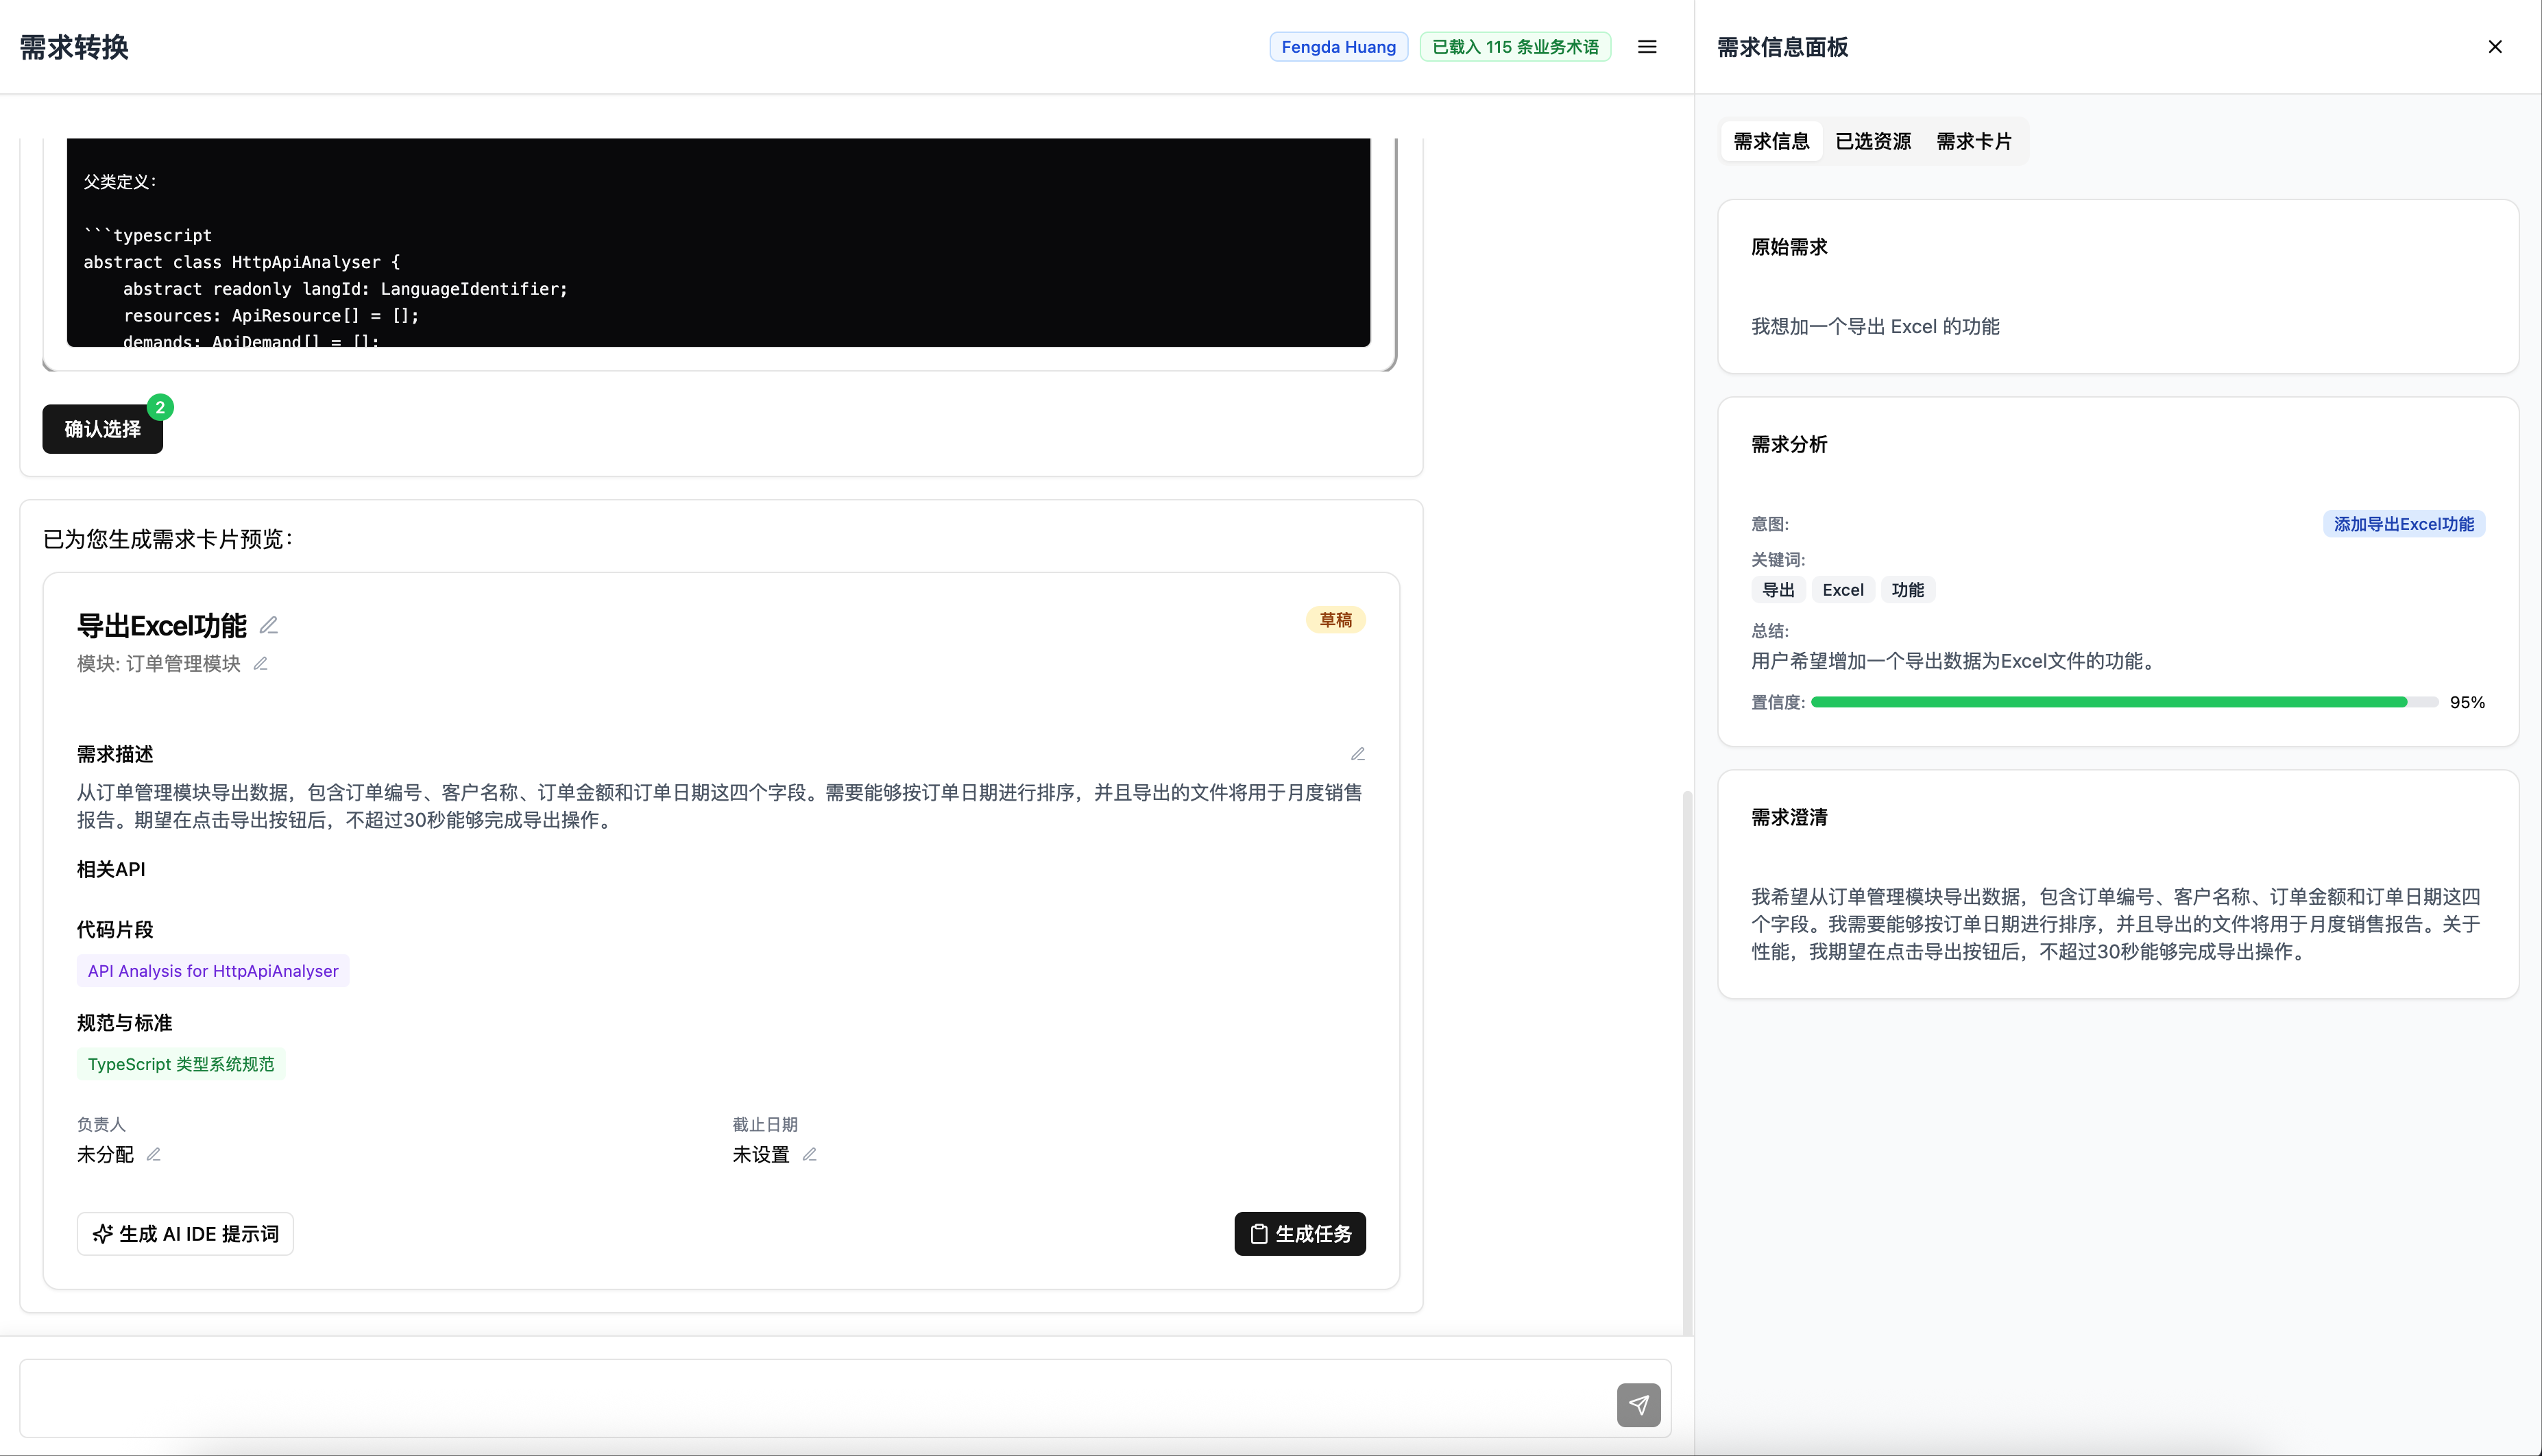 需求转换
Fengda Huang
已载入 115 条业务术语
父类定义：
```typescript
abstract class HttpApiAnalyser {
    abstract readonly langId: LanguageIdentifier;
    resources: ApiResource[] = [];
    demands: ApiDemand[] = [];
确认选择
2
已为您生成需求卡片预览：
导出Excel功能
草稿
模块: 订单管理模块
需求描述
从订单管理模块导出数据，包含订单编号、客户名称、订单金额和订单日期这四个字段。需要能够按订单日期进行排序，并且导出的文件将用于月度销售
报告。期望在点击导出按钮后，不超过30秒能够完成导出操作。
相关API
代码片段
API Analysis for HttpApiAnalyser
规范与标准
TypeScript 类型系统规范
负责人
未分配
截止日期
未设置
生成 AI IDE 提示词
生成任务
需求信息面板
需求信息
已选资源
需求卡片
原始需求
我想加一个导出 Excel 的功能
需求分析
意图:
添加导出Excel功能
关键词:
导出
Excel
功能
总结:
用户希望增加一个导出数据为Excel文件的功能。
置信度:
95%
需求澄清
我希望从订单管理模块导出数据，包含订单编号、客户名称、订单金额和订单日期这四
个字段。我需要能够按订单日期进行排序，并且导出的文件将用于月度销售报告。关于
性能，我期望在点击导出按钮后，不超过30秒能够完成导出操作。